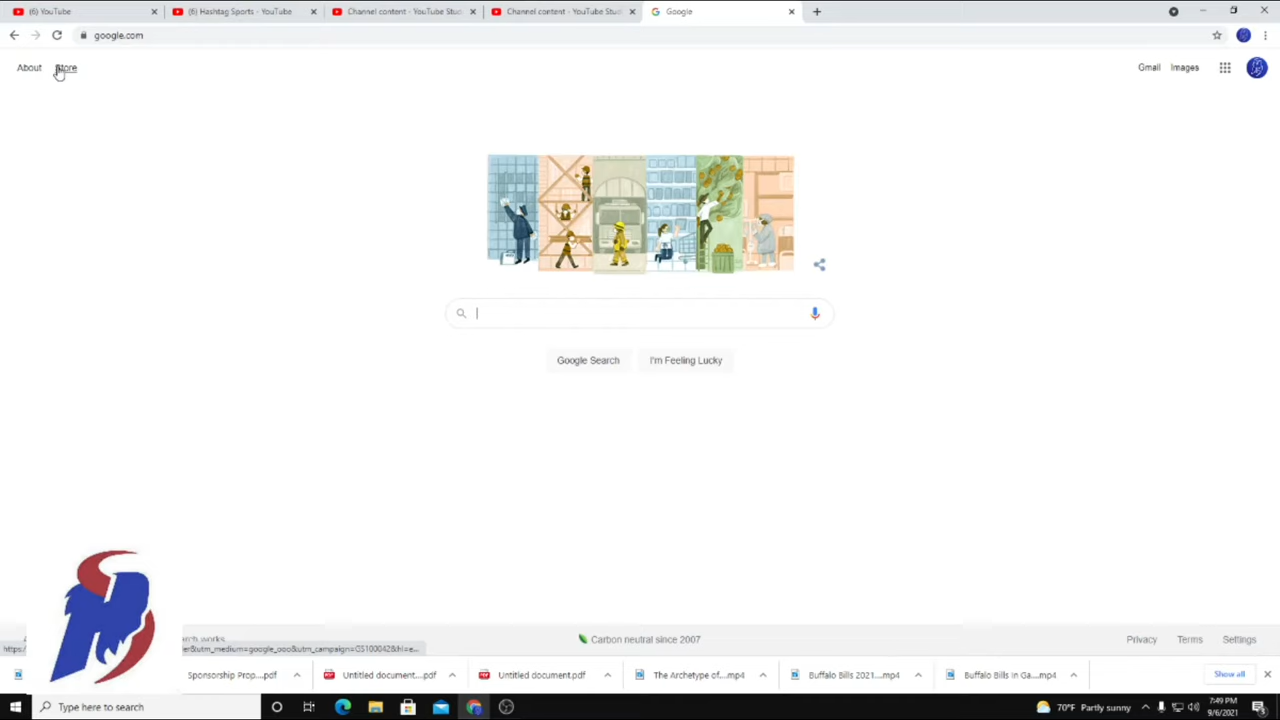 (6) YouTube
(6) Hashtag Sports - YouTube
Channel content - YouTube Stud
Channel content - YouTube Stud
Google
google.com
About
Store
Gmail
Images
Google Search
I'm Feeling Lucky
Carbon neutral since 2007
Privacy
Terms
Settings
Sponsorship Prop....pdf
Untitled document....pdf
Untitled document.pdf
The Archetype of....mp4
Buffalo Bills 2021....mp4
Buffalo Bills In Ga....mp4
Show all
Type here to search
70°F Partly sunny
7:49 PM
9/6/2021